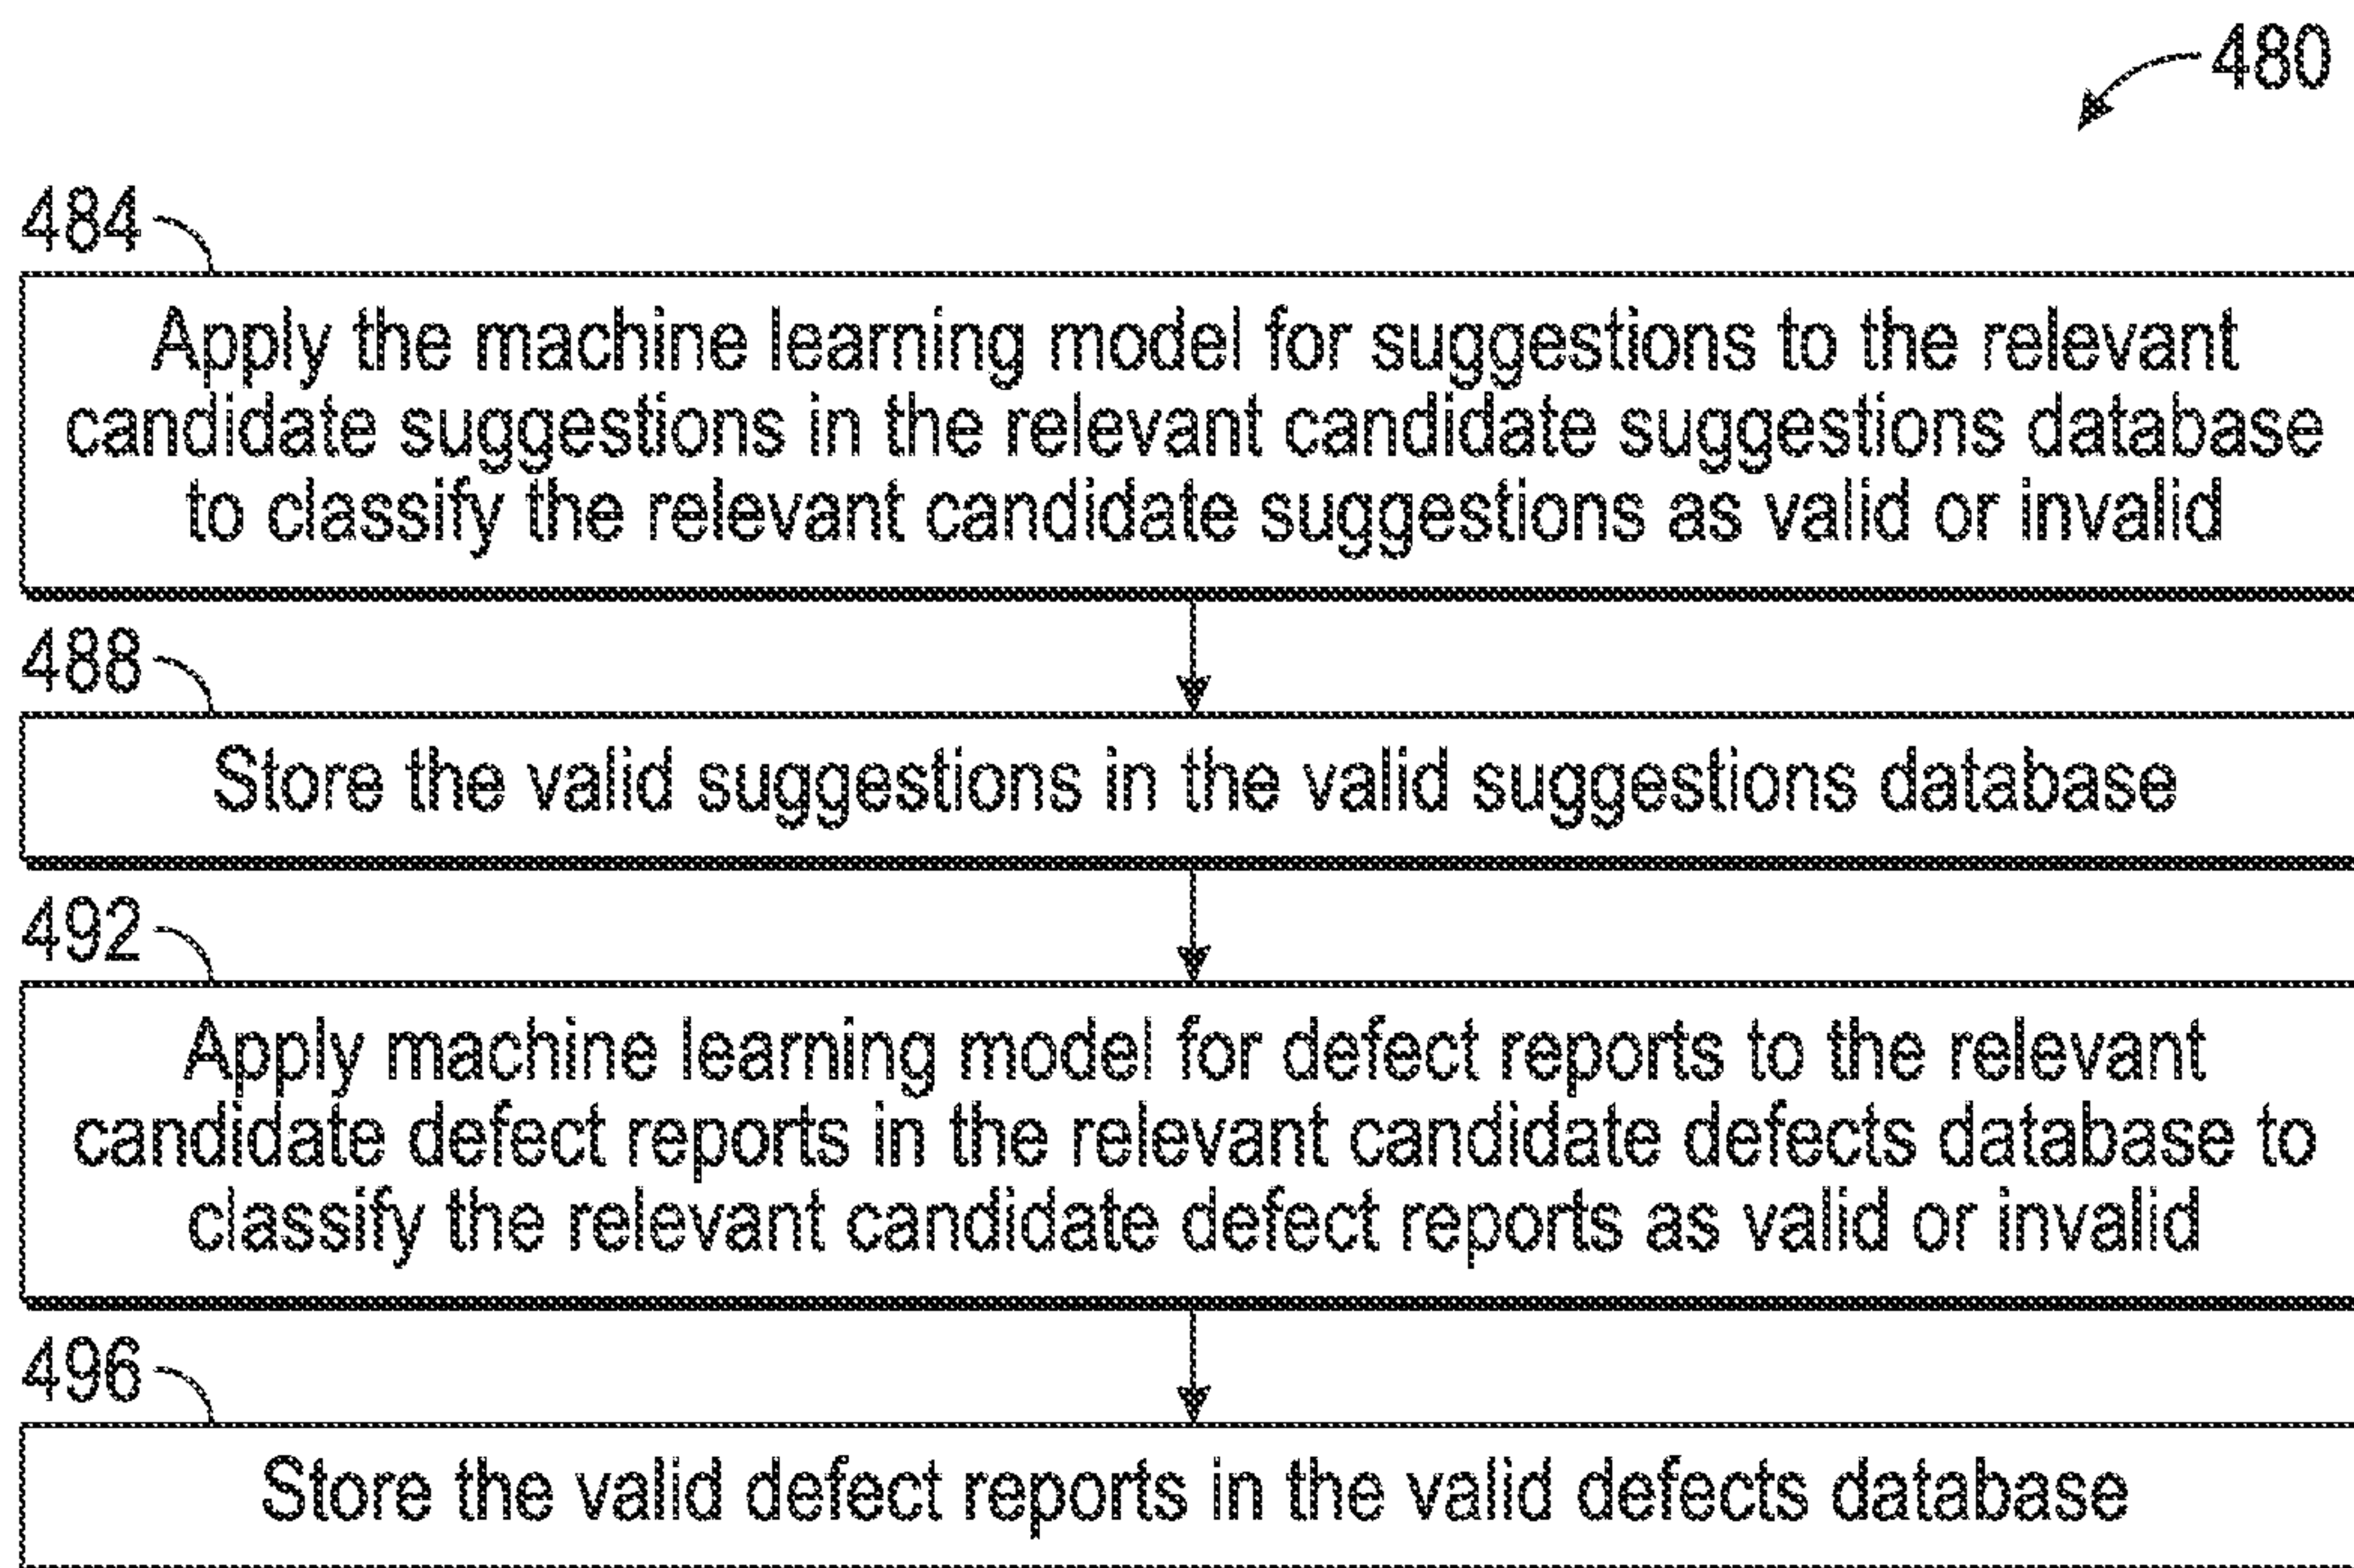 480
484
Apply the machine learning model for suggestions to the relevant
candidate suggestions in the relevant candidate suggestions database
to classify the relevant candidate suggestions as valid or invalid
488
Store the valid suggestions in the valid suggestions database
492
Apply machine learning model for defect reports to the relevant
candidate defect reports in the relevant candidate defects database to
classify the relevant candidate defect reports as valid or invalid
496
Store the valid defect reports in the valid defects database